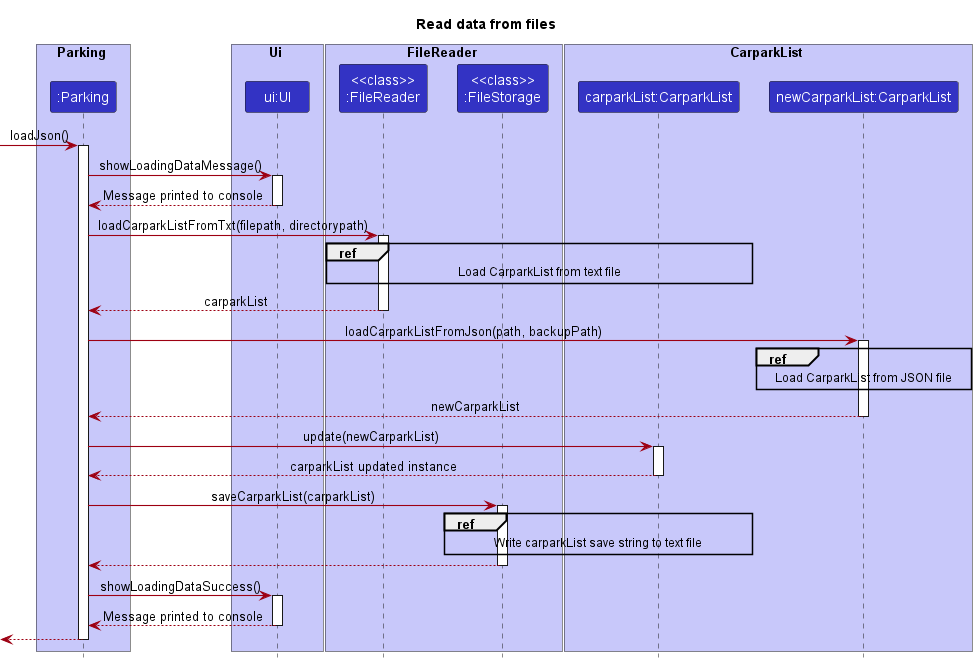 Read data from files
Parking
Ui
FileReader
CarparkList
:Parking
ui:UI
<<class>>
:FileReader
<<class>>
:FileStorage
carparkList:CarparkList
newCarparkList:CarparkList
loadJson()
showLoadingDataMessage()
Message printed to console
loadCarparkListFromTxt(filepath, directorypath)
ref
Load CarparkList from text file
carparkList
loadCarparkListFromJson(path, backupPath)
ref
Load CarparkList from JSON file
newCarparkList
update(newCarparkList)
carparkList updated instance
saveCarparkList(carparkList)
ref
Write carparkList save string to text file
showLoadingDataSuccess()
Message printed to console